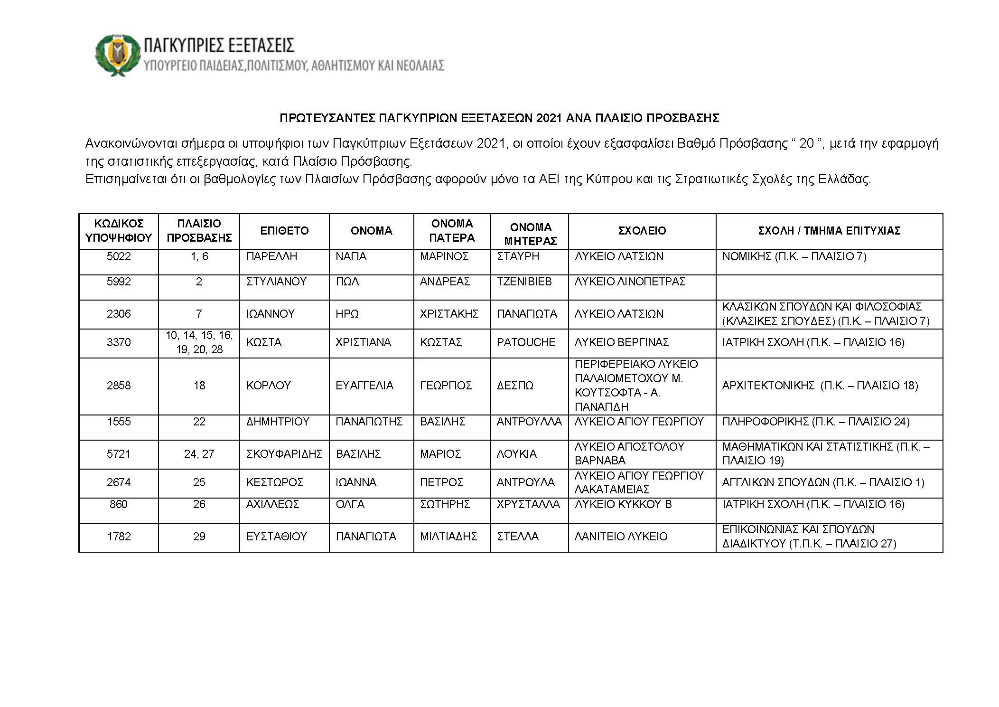 ΠΑΓΚΥΠΡΙΕΣ ΕΞΕΤΑΣΕΙΣ
ΥΠΟΥΡΓΕΙΟ ΠΑΙΔΕΙΑΣ,ΠΟΛΙΤΙΣΜΟΥ, ΑΘΛΗΤΙΣΜΟΥ ΚΑΙ ΝΕΟΛΑΙΑΣ
ΠΡΩΤΕΥΣΑΝΤΕΣ ΠΑΓΚΥΠΡΙΩΝ ΕΞΕΤΑΣΕΩΝ 2021 ΑΝΑ ΠΛΑΙΣΙΟ ΠΡΟΣΒΑΣΗΣ
Ανακοινώνονται σήμερα οι υποψήφιοι των Παγκύπριων Εξετάσεων 2021, οι οποίοι έχουν εξασφαλίσει Βαθμό Πρόσβασης “ 20 ”, μετά την εφαρμογή
της στατιστικής επεξεργασίας, κατά Πλαίσιο Πρόσβασης.
Επισημαίνεται ότι οι βαθμολογίες των Πλαισίων Πρόσβασης αφορούν μόνο τα ΑΕΙ της Κύπρου και τις Στρατιωτικές Σχολές της Ελλάδας.
ΚΩΔΙΚΟΣ ΥΠΟΨΗΦΙΟΥ ΠΛΑΙΣΙΟ ΠΡΟΣΒΑΣΗΣ ΕΠΙΘΕΤΟ ΟΝΟΜΑ ΟΝΟΜΑ ΠΑΤΕΡΑ ΟΝΟΜΑ ΜΗΤΕΡΑΣ ΣΧΟΛΕΙΟ ΣΧΟΛΗ / ΤΜΗΜΑ ΕΠΙΤΥΧΙΑΣ
5022 1, 6 ΠΑΡΕΛΛΗ ΝΑΓΙΑ ΜΑΡΙΝΟΣ ΣΤΑΥΡΗ ΛΥΚΕΙΟ ΛΑΤΣΙΩΝ ΝΟΜΙΚΗΣ (Π.Κ. – ΠΛΑΙΣΙΟ 7)
5992 2 ΣΤΥΛΙΑΝΟΥ ΠΩΛ ΑΝΔΡΕΑΣ ΤΖΕΝΙΒΙΕΒ ΛΥΚΕΙΟ ΛΙΝΟΠΕΤΡΑΣ
2306 7 ΙΩΑΝΝΟΥ ΗΡΩ ΧΡΙΣΤΑΚΗΣ ΠΑΝΑΓΙΩΤΑ ΛΥΚΕΙΟ ΛΑΤΣΙΩΝ ΚΛΑΣΙΚΩΝ ΣΠΟΥΔΩΝ ΚΑΙ ΦΙΛΟΣΟΦΙΑΣ
(ΚΛΑΣΙΚΕΣ ΣΠΟΥΔΕΣ) (Π.Κ. – ΠΛΑΙΣΙΟ 7)
3370 10, 14, 15, 16,
19, 20, 28 ΚΩΣΤΑ ΧΡΙΣΤΙΑΝΑ ΚΩΣΤΑΣ PATOUCHE ΛΥΚΕΙΟ ΒΕΡΓΙΝΑΣ ΙΑΤΡΙΚΗ ΣΧΟΛΗ (Π.Κ. – ΠΛΑΙΣΙΟ 16)
2858 18 ΚΟΡΛΟΥ ΕΥΑΓΓΕΛΙΑ ΓΕΩΡΓΙΟΣ ΔΕΣΠΩ ΠΕΡΙΦΕΡΕΙΑΚΟ ΛΥΚΕΙΟ
ΠΑΛΑΙΟΜΕΤΟΧΟΥ Μ.
ΚΟΥΤΣΟΦΤΑ - Α.
ΠΑΝΑΓΙΔΗ ΑΡΧΙΤΕΚΤΟΝΙΚΗΣ (Π.Κ. – ΠΛΑΙΣΙΟ 18)
1555 22 ΔΗΜΗΤΡΙΟΥ ΠΑΝΑΓΙΩΤΗΣ ΒΑΣΙΛΗΣ ΑΝΤΡΟΥΛΛΑ ΛΥΚΕΙΟ ΑΓΙΟΥ ΓΕΩΡΓΙΟΥ ΠΛΗΡΟΦΟΡΙΚΗΣ (Π.Κ. – ΠΛΑΙΣΙΟ 24)
5721 24, 27 ΣΚΟΥΦΑΡΙΔΗΣ ΒΑΣΙΛΗΣ ΜΑΡΙΟΣ ΛΟΥΚΙΑ ΛΥΚΕΙΟ ΑΠΟΣΤΟΛΟΥ
ΒΑΡΝΑΒΑ ΜΑΘΗΜΑΤΙΚΩΝ ΚΑΙ ΣΤΑΤΙΣΤΙΚΗΣ (Π.Κ. –
ΠΛΑΙΣΙΟ 19)
2674 25 ΚΕΣΤΩΡΟΣ ΙΩΑΝΝΑ ΠΕΤΡΟΣ ΑΝΤΡΟΥΛΑ ΛΥΚΕΙΟ ΑΓΙΟΥ ΓΕΩΡΓΙΟΥ
ΛΑΚΑΤΑΜΕΙΑΣ ΑΓΓΛΙΚΩΝ ΣΠΟΥΔΩΝ (Π.Κ. – ΠΛΑΙΣΙΟ 1)
860 26 ΑΧΙΛΛΕΩΣ ΟΛΓΑ ΣΩΤΗΡΗΣ ΧΡΥΣΤΑΛΛΑ ΛΥΚΕΙΟ ΚΥΚΚΟΥ Β ΙΑΤΡΙΚΗ ΣΧΟΛΗ (Π.Κ. – ΠΛΑΙΣΙΟ 16)
1782 29 ΕΥΣΤΑΘΙΟΥ ΠΑΝΑΓΙΩΤΑ ΜΙΛΤΙΑΔΗΣ ΣΤΕΛΛΑ ΛΑΝΙΤΕΙΟ ΛΥΚΕΙΟ ΕΠΙΚΟΙΝΩΝΙΑΣ ΚΑΙ ΣΠΟΥΔΩΝ
ΔΙΑΔΙΚΤΥΟΥ (Τ.Π.Κ. – ΠΛΑΙΣΙΟ 27)